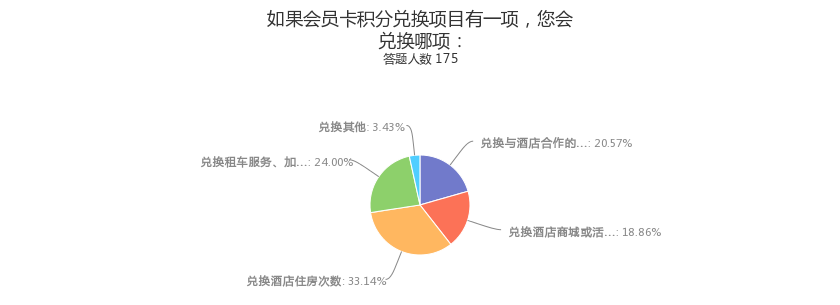 如果会员卡积分兑换项目有一项，您会
兑换哪项：
答题人数 175
兑换其他: 3.43%
兑换与酒店合作的...: 20.57%
兑换租车服务、加...: 24.00%
兑换酒店商城或活...: 18.86%
兑换酒店住房次数: 33.14%